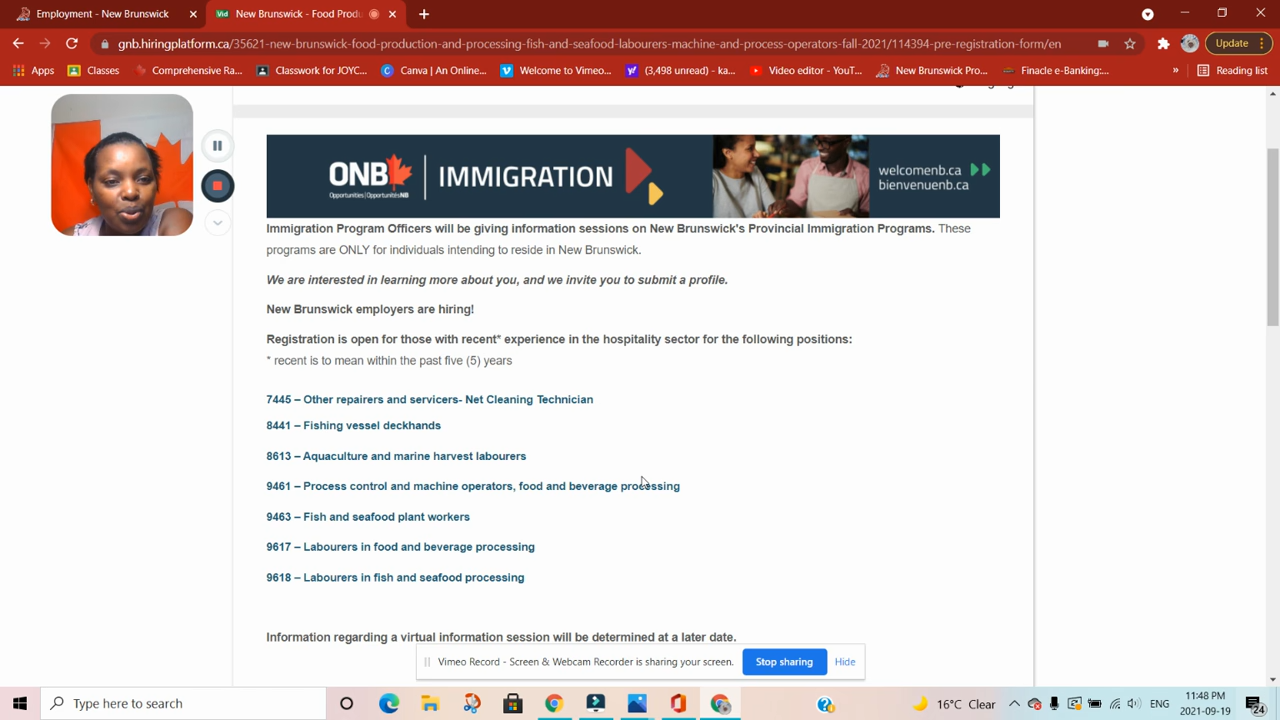 Employment - New Brunswick
New Brunswick - Food Produ
gnb.hiringplatform.ca/35621-new-brunswick-food-production-and-processing-fish-and-seafood-labourers-machine-and-process-operators-fall-2021/114394-pre-registration-form/en
Update
Apps
Classes
Comprehensive Ra...
Classwork for JOYC...
Canva | An Online...
Welcome to Vimeo...
(3,498 unread) - ka...
Video editor - YouT...
New Brunswick Pro...
Finacle e-Banking:...
»
Reading list
ONB
Opportunities|OpportunitésNB
IMMIGRATION
welcomenb.ca
bienvenuenb.ca
Immigration Program Officers will be giving information sessions on New Brunswick's Provincial Immigration Programs. These
programs are ONLY for individuals intending to reside in New Brunswick.
We are interested in learning more about you, and we invite you to submit a profile.
New Brunswick employers are hiring!
Registration is open for those with recent* experience in the hospitality sector for the following positions:
* recent is to mean within the past five (5) years
7445 – Other repairers and servicers- Net Cleaning Technician
8441 – Fishing vessel deckhands
8613 – Aquaculture and marine harvest labourers
9461 – Process control and machine operators, food and beverage processing
9463 – Fish and seafood plant workers
9617 – Labourers in food and beverage processing
9618 – Labourers in fish and seafood processing
Information regarding a virtual information session will be determined at a later date.
Vimeo Record - Screen & Webcam Recorder is sharing your screen.
Stop sharing
Hide
Type here to search
16°C Clear
ENG
11:48 PM
2021-09-19
24